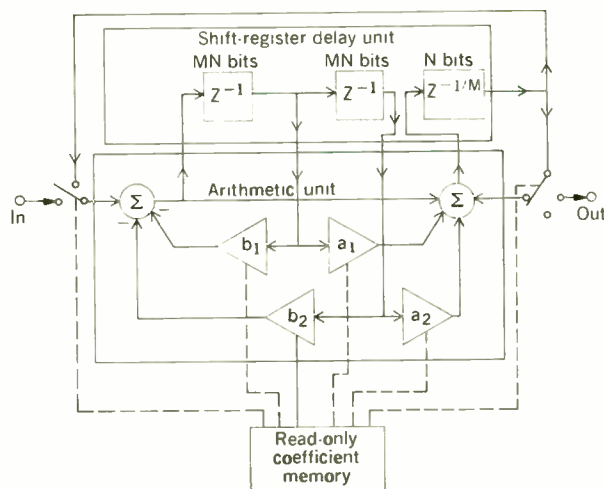 Shift-register delay unit
MN bits
MN bits
N bits
Z⁻¹
Z⁻¹
Z⁻¹/ᴹ
In
Σ
Arithmetic unit
Σ
Out
b₁
a₁
b₂
a₂
Read-only
coefficient
memory